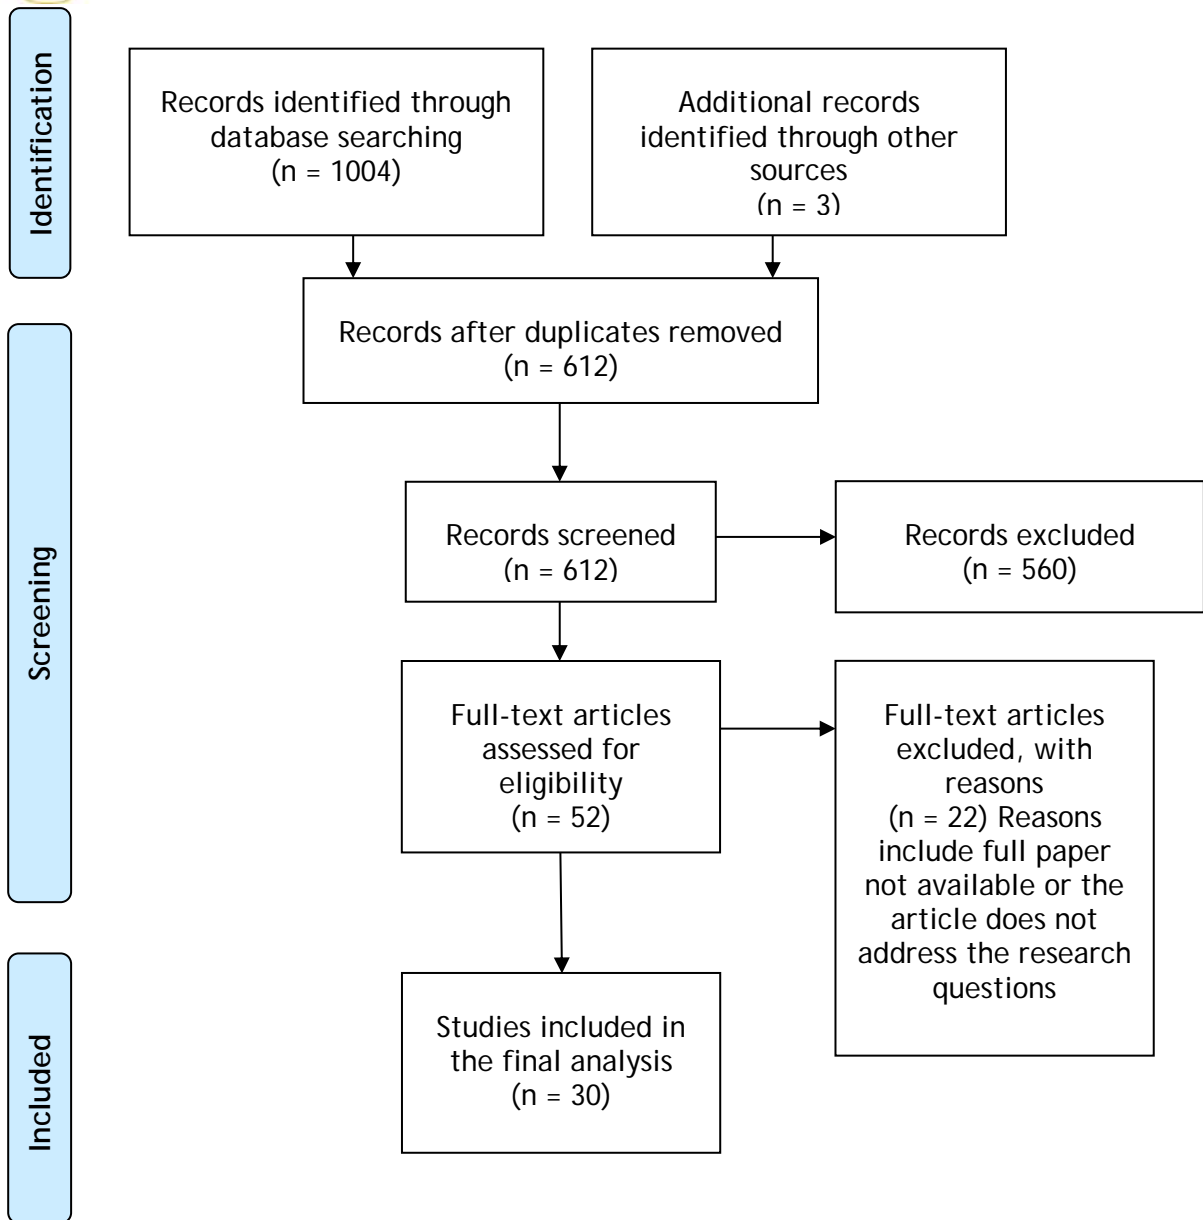 Identification
Records identified through
database searching
(n = 1004)
Additional records
identified through other
sources
(n = 3)
Records after duplicates removed
(n = 612)
Screening
Records screened
(n = 612)
Records excluded
(n = 560)
Full-text articles
assessed for
eligibility
(n = 52)
Full-text articles
excluded, with
reasons
(n = 22) Reasons
include full paper
not available or the
article does not
address the research
questions
Included
Studies included in
the final analysis
(n = 30)